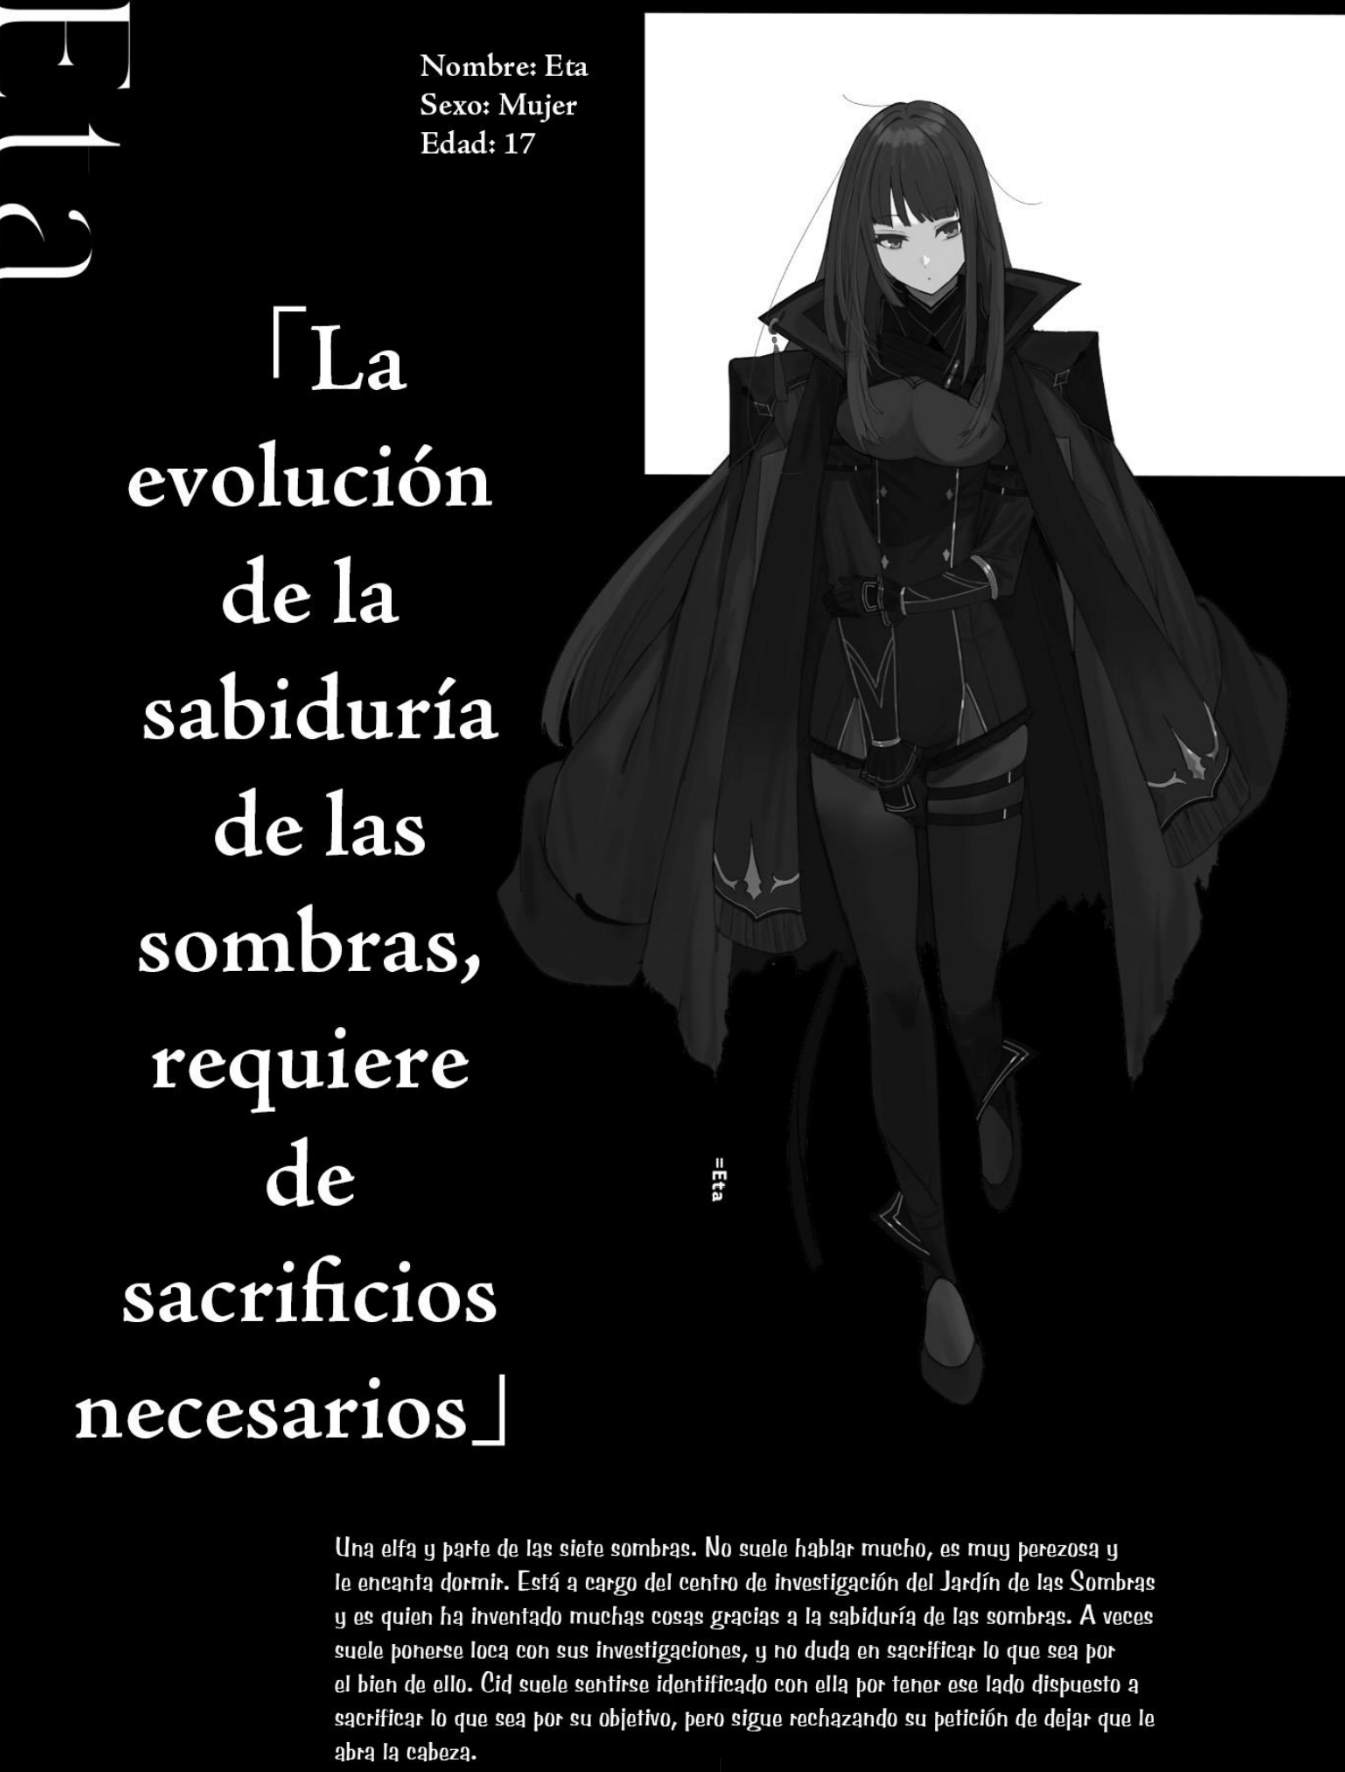 Eta
Nombre: Eta
Sexo: Mujer
Edad: 17
「La
evolución
de la
sabiduría
de las
sombras,
requiere
de
sacrificios
necesarios」
=Eta
Una elfa y parte de las siete sombras. No suele hablar mucho, es muy perezosa y
le encanta dormir. Está a cargo del centro de investigación del Jardín de las Sombras
y es quien ha inventado muchas cosas gracias a la sabiduría de las sombras. A veces
suele ponerse loca con sus investigaciones, y no duda en sacrificar lo que sea por
el bien de ello. Cid suele sentirse identificado con ella por tener ese lado dispuesto a
sacrificar lo que sea por su objetivo, pero sigue rechazando su petición de dejar que le
abra la cabeza.